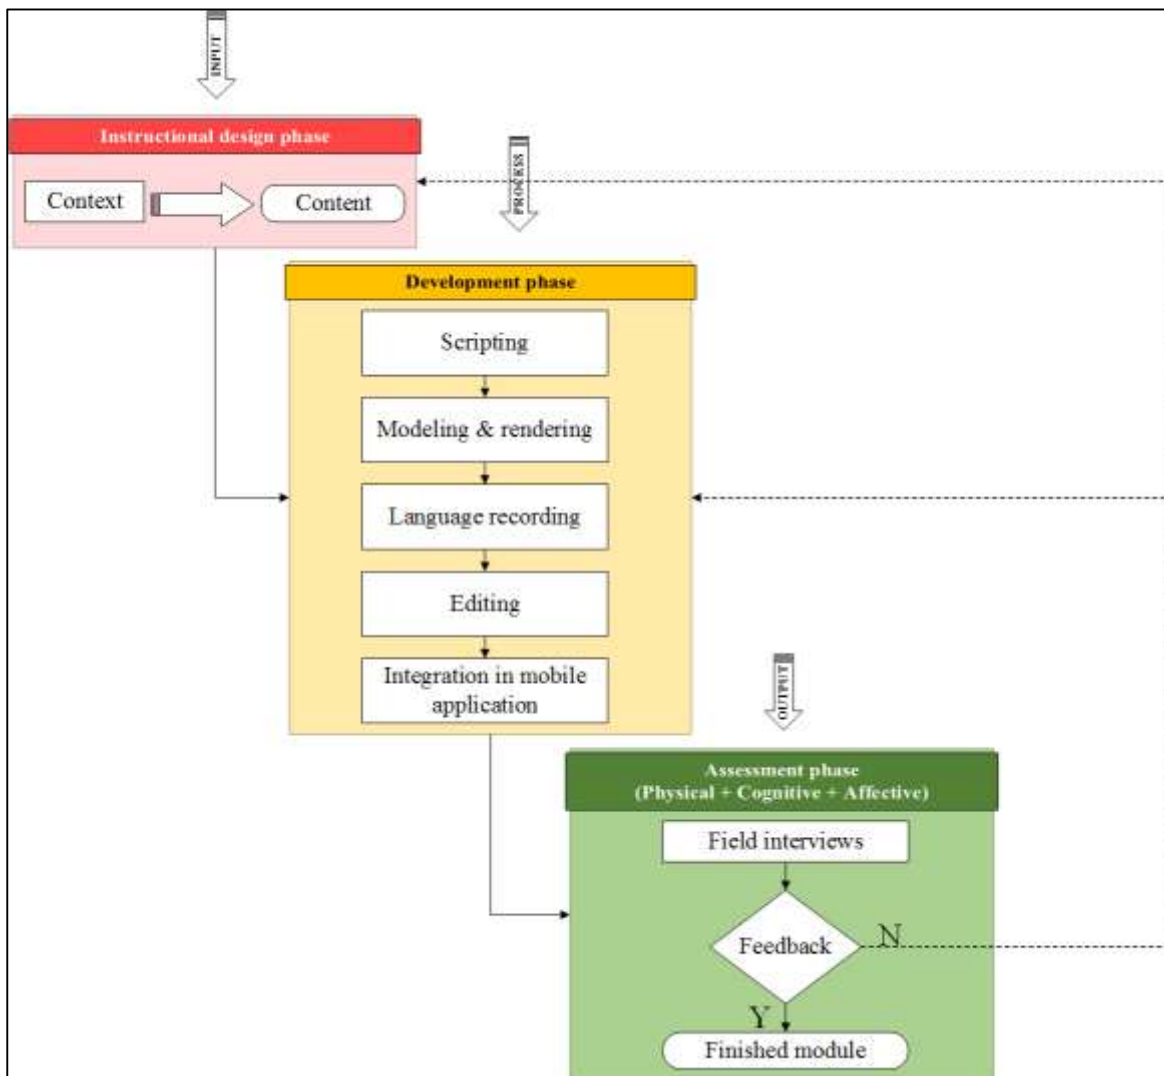 INPUT
Instructional design phase
Context
Content
PROCESS
Development phase
Scripting
Modeling & rendering
Language recording
Editing
Integration in mobile
application
OUTPUT
Assessment phase
(Physical + Cognitive + Affective)
Field interviews
Feedback
N
Y
Finished module